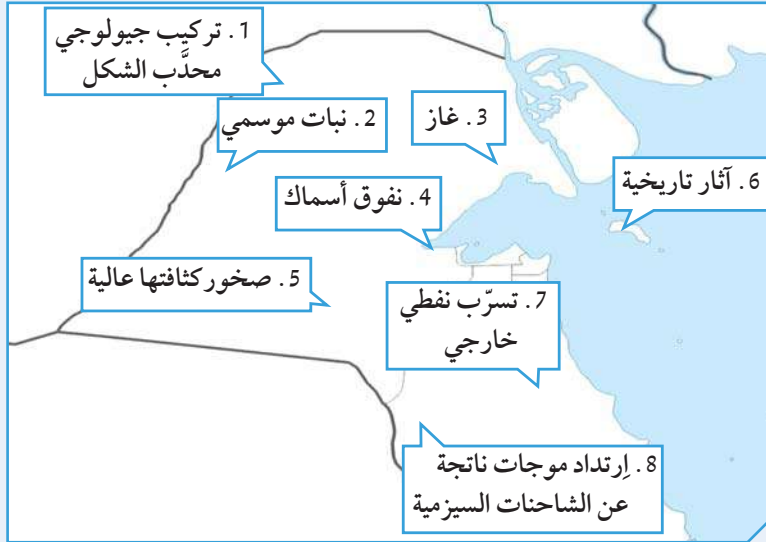 1. تركيب جيولوجي
محدَّب الشكل
2. نبات موسمي
3. غاز
4. نفوق أسماك
5. صخور كثافتها عالية
6. آثار تاريخية
7. تسرّب نفطي
خارجي
8. اِرتداد موجات ناتجة
عن الشاحنات السيزمية